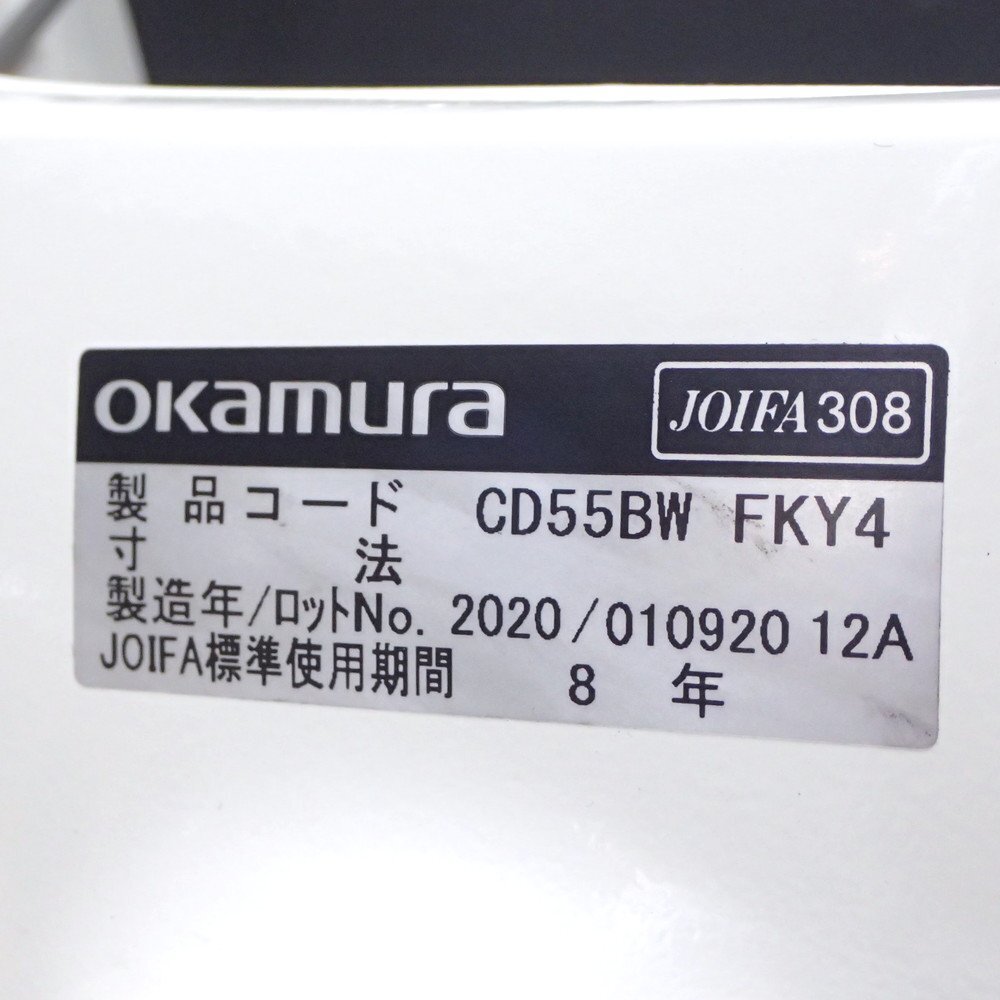 okamura
JOIFA308
製品コード CD55BW FKY4
寸法
製造年/ロットNo. 2020/010920 12A
JOIFA標準使用期間 8 年